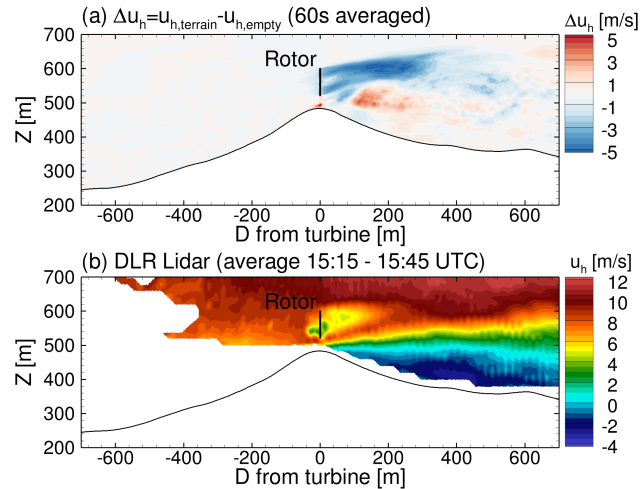 (a) Δu_h=u_h,terrain-u_h,empty (60s averaged)
Δu_h [m/s]
Rotor
Z [m]
700
600
500
400
300
200
-600 -400 -200 0 200 400 600
D from turbine [m]
5
3
1
-1
-3
-5
(b) DLR Lidar (average 15:15 - 15:45 UTC)
u_h [m/s]
Rotor
Z [m]
700
600
500
400
300
200
-600 -400 -200 0 200 400 600
D from turbine [m]
12
10
8
6
4
2
0
-2
-4